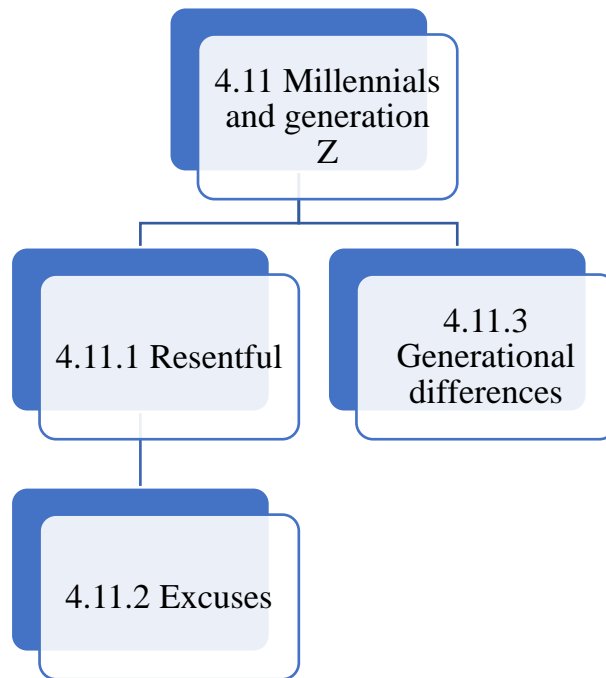 4.11 Millennials
and generation
Z
4.11.1 Resentful
4.11.3
Generational
differences
4.11.2 Excuses